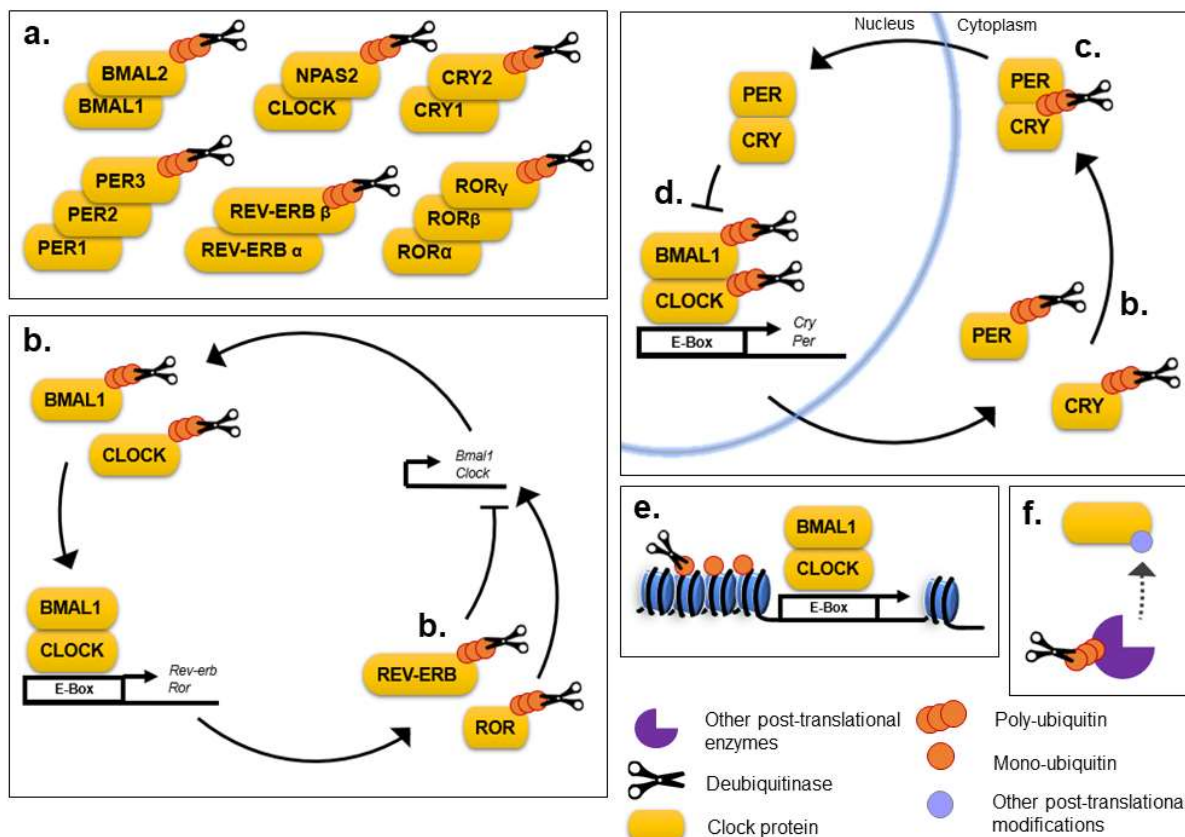 a.
BMAL2
BMAL1
NPAS2
CLOCK
CRY2
CRY1
PER3
PER2
PER1
REV-ERB β
REV-ERB α
RORγ
RORβ
RORα
b.
BMAL1
CLOCK
Bmal1
Clock
BMAL1
CLOCK
E-Box
Rev-erb
Ror
b.
REV-ERB
ROR
Nucleus
Cytoplasm
c.
PER
CRY
PER
CRY
d.
BMAL1
CLOCK
E-Box
Cry
Per
b.
PER
CRY
e.
BMAL1
CLOCK
E-Box
f.
Other post-translational
enzymes
Deubiquitinase
Clock protein
Poly-ubiquitin
Mono-ubiquitin
Other post-translational
modifications